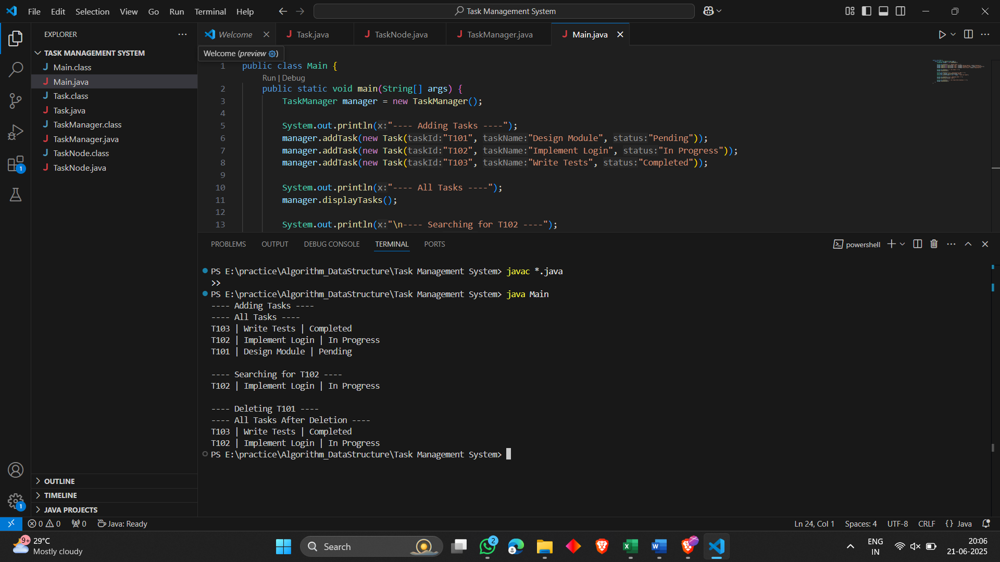 File Edit Selection View Go Run Terminal Help
Task Management System
EXPLORER
TASK MANAGEMENT SYSTEM
Main.class
Main.java
Task.class
Task.java
TaskManager.class
TaskManager.java
TaskNode.class
TaskNode.java
OUTLINE
TIMELINE
JAVA PROJECTS
Welcome
Task.java
TaskNode.java
TaskManager.java
Main.java
Welcome (preview )
1 public class Main {
Run | Debug
2 public static void main(String[] args) {
3 TaskManager manager = new TaskManager();
4
5 System.out.println(x:"---- Adding Tasks ----");
6 manager.addTask(new Task(taskId:"T101", taskName:"Design Module", status:"Pending"));
7 manager.addTask(new Task(taskId:"T102", taskName:"Implement Login", status:"In Progress"));
8 manager.addTask(new Task(taskId:"T103", taskName:"Write Tests", status:"Completed"));
9
10 System.out.println(x:"---- All Tasks ----");
11 manager.displayTasks();
12
13 System.out.println(x:"\n---- Searching for T102 ----");
PROBLEMS OUTPUT DEBUG CONSOLE TERMINAL PORTS
powershell
PS E:\practice\Algorithm_DataStructure\Task Management System> javac *.java
>>
PS E:\practice\Algorithm_DataStructure\Task Management System> java Main
---- Adding Tasks ----
---- All Tasks ----
T103 | Write Tests | Completed
T102 | Implement Login | In Progress
T101 | Design Module | Pending
---- Searching for T102 ----
T102 | Implement Login | In Progress
---- Deleting T101 ----
---- All Tasks After Deletion ----
T103 | Write Tests | Completed
T102 | Implement Login | In Progress
PS E:\practice\Algorithm_DataStructure\Task Management System>
1
1
0 0 0 Java: Ready
Ln 24, Col 1 Spaces: 4 UTF-8 CRLF {} Java
9+
29°C
Mostly cloudy
Search
2
ENG
IN
20:06
21-06-2025